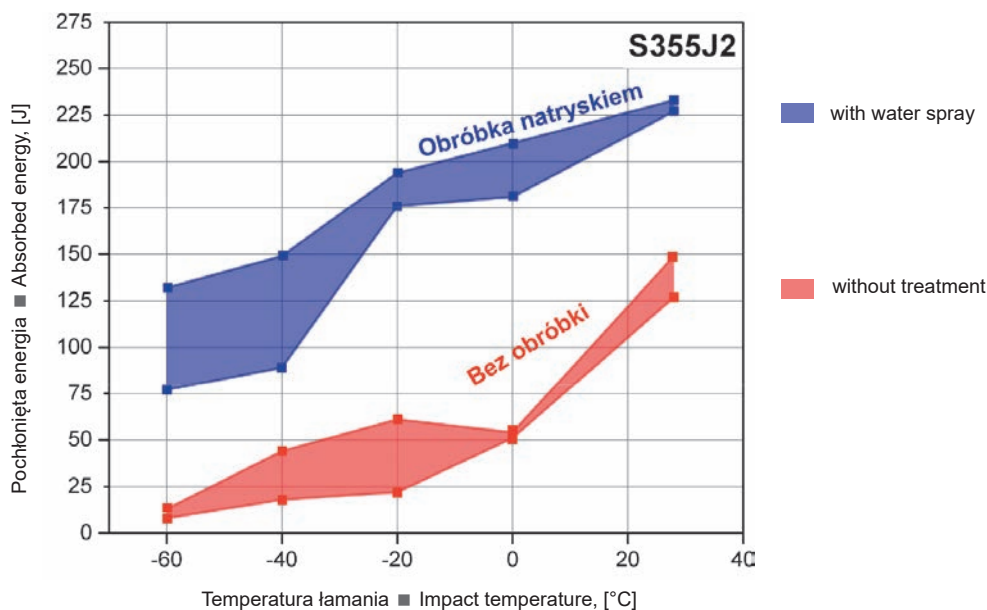 275
250
225
200
175
150
125
100
75
50
25
0
Pochłonięta energia ■ Absorbed energy, [J]
S355J2
Obróbka natryskiem
Bez obróbki
-60 -40 -20 0 20 40
Temperatura łamania ■ Impact temperature, [°C]
with water spray
without treatment